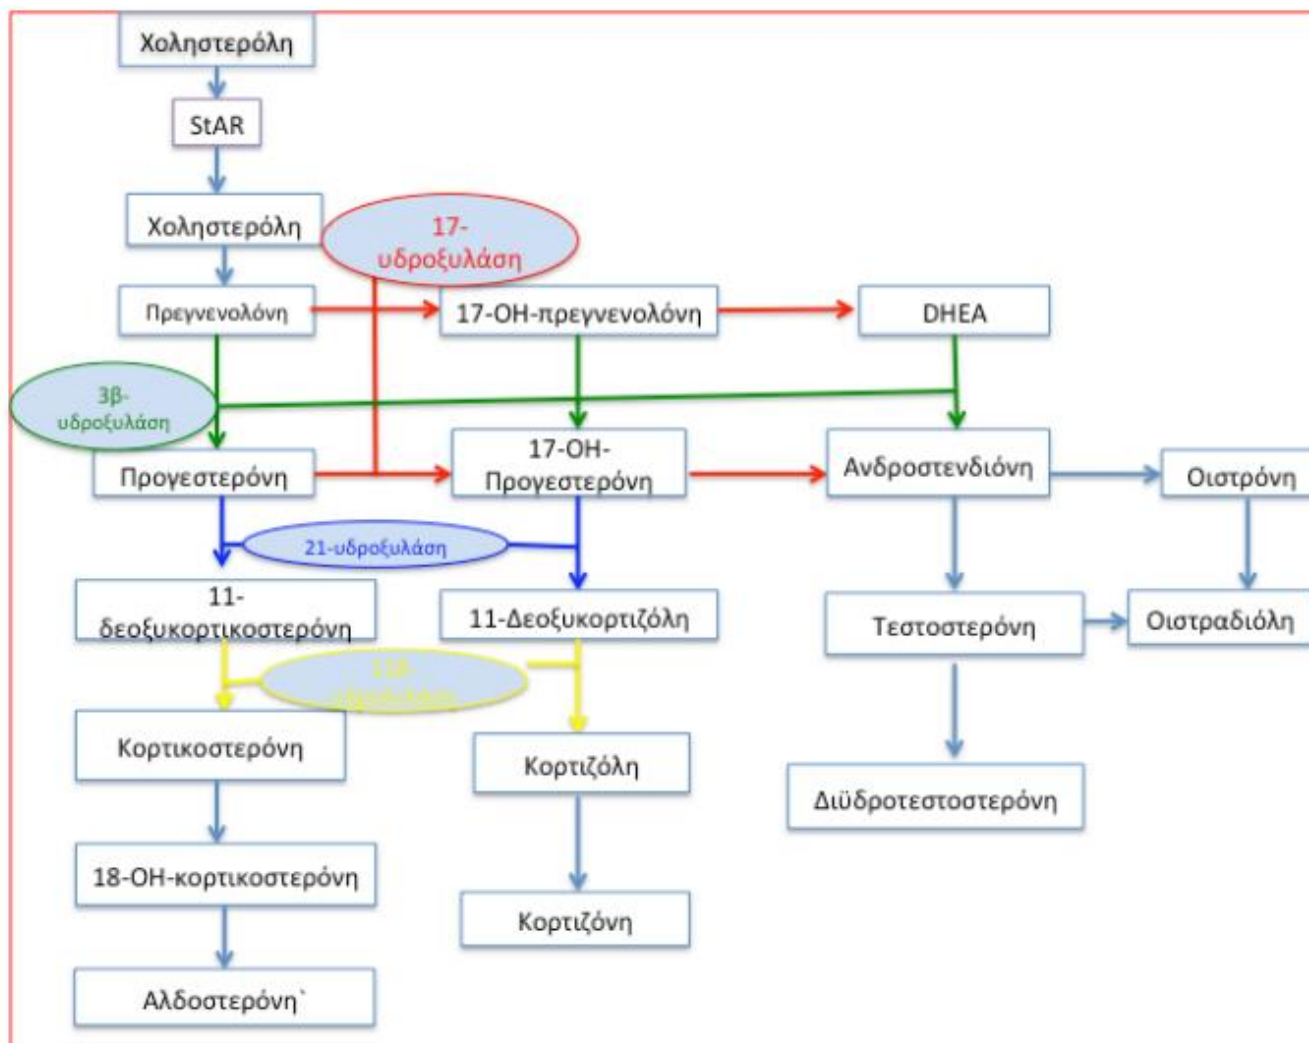 Χοληστερόλη
StAR
Χοληστερόλη
17-
υδροξυλάση
Πρεγνενολόνη
17-ΟΗ-πρεγνενολόνη
DHEA
3β-
υδροξυλάση
Προγεστερόνη
17-ΟΗ-
Προγεστερόνη
Ανδροστενδιόνη
Οιστρόνη
21-υδροξυλάση
11-
δεοξυκορτικοστερόνη
11-Δεοξυκορτιζόλη
Τεστοστερόνη
Οιστραδιόλη
Κορτικοστερόνη
Κορτιζόλη
Διϋδροτεστοστερόνη
18-ΟΗ-κορτικοστερόνη
Κορτιζόνη
Αλδοστερόνη`